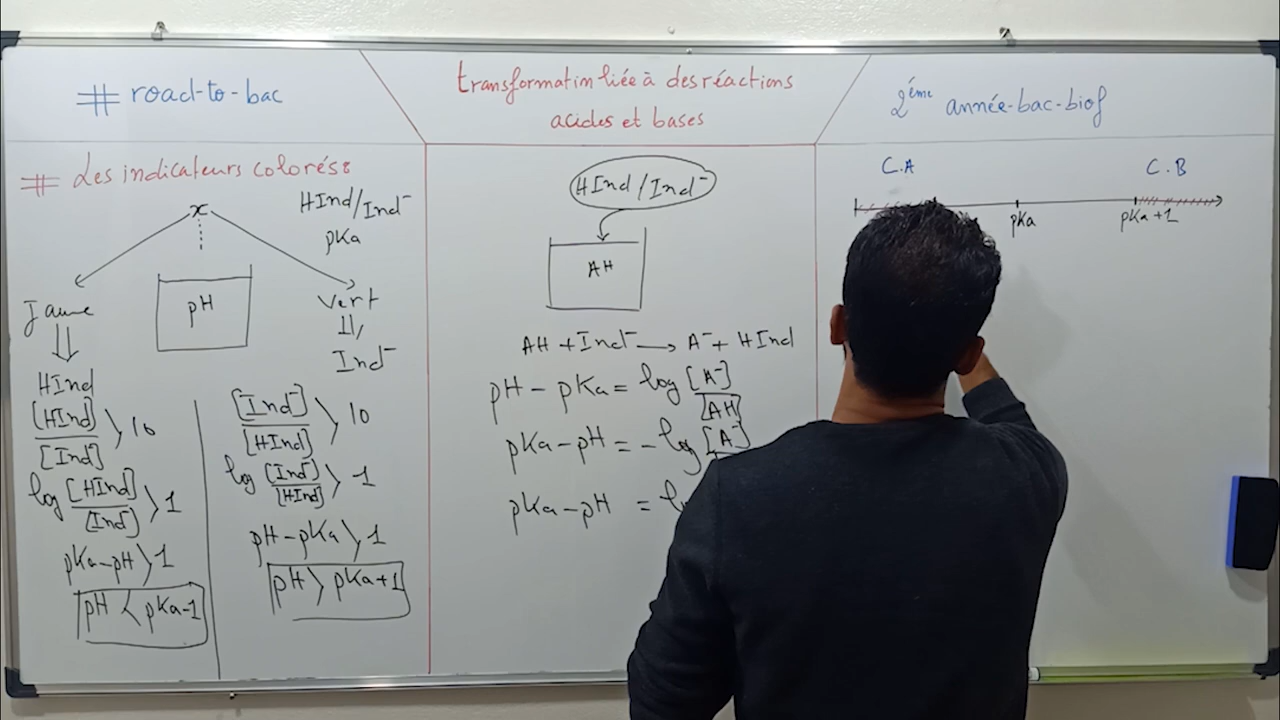 # road-to-bac
transformation liée à des réactions
acides et bases
2ème année-bac-biof
# Les indicateurs colorés:
x
HInd/Ind⁻
pKa
Jaune
pH
Vert
Ind⁻
HInd
[HInd]/[Ind⁻] > 10
log [HInd]/[Ind⁻] > 1
pKa-pH > 1
pH < pKa-1
[Ind⁻]/[HInd] > 10
log [Ind⁻]/[HInd] > 1
pH-pKa > 1
pH > pKa+1
HInd/Ind⁻
AH
AH + Ind⁻ → A⁻ + HInd
pH - pKa = log [A⁻]/[AH]
pKa-pH = -log [A⁻]
pKa-pH =
C.A
C.B
pKa
pKa+1